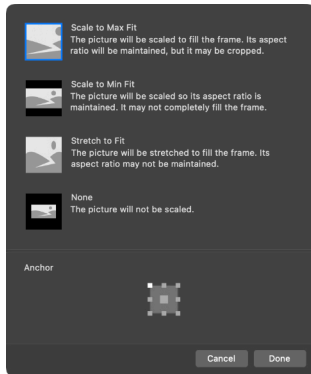 Scale to Max Fit
The picture will be scaled to fill the frame. Its aspect
ratio will be maintained, but it may be cropped.
Scale to Min Fit
The picture will be scaled so its aspect ratio is
maintained. It may not completely fill the frame.
Stretch to Fit
The picture will be stretched to fill the frame. Its
aspect ratio may not be maintained.
None
The picture will not be scaled.
Anchor
Cancel
Done